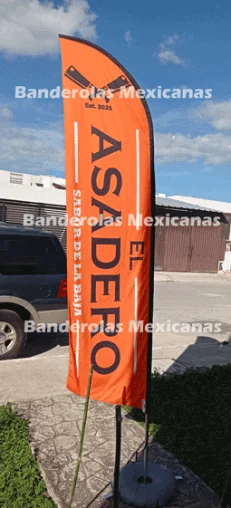 Banderolas Mexicanas
Est. 2021
EL
ASADERO
SABOR DE LA BAJA
Banderolas Mexicanas
Banderolas Mexicanas